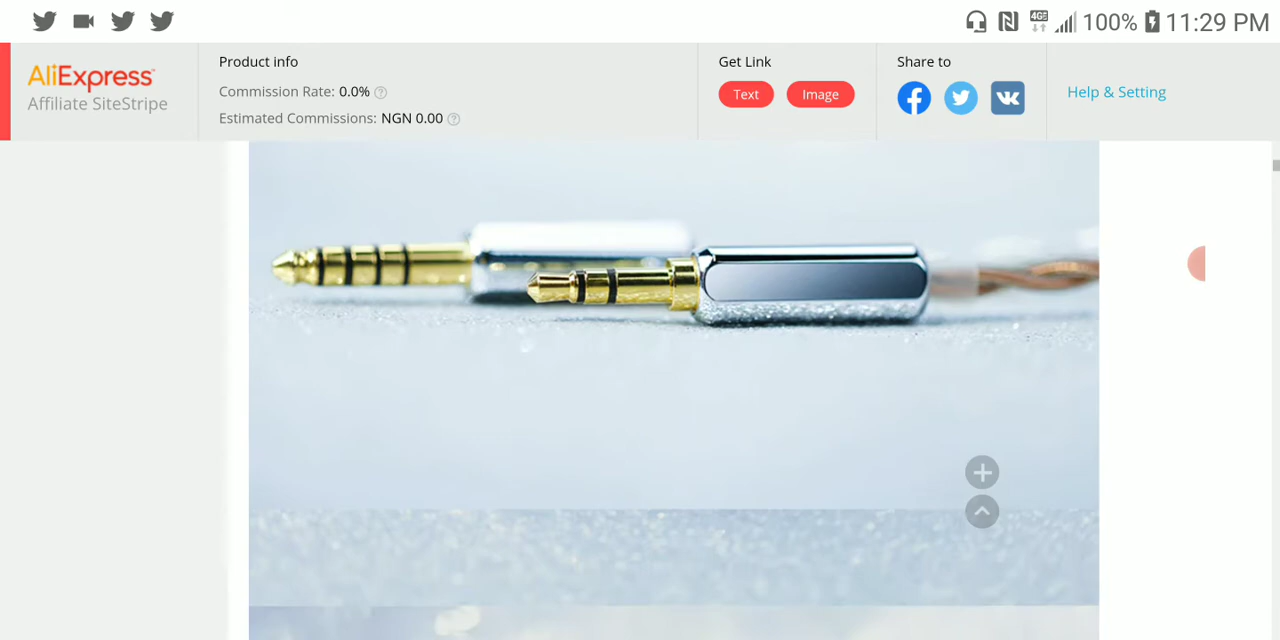 4GE 100% 11:29 PM
AliExpress
Affiliate SiteStripe
Product info
Commission Rate: 0.0% ?
Estimated Commissions: NGN 0.00 ?
Get Link
Text Image
Share to
Help & Setting